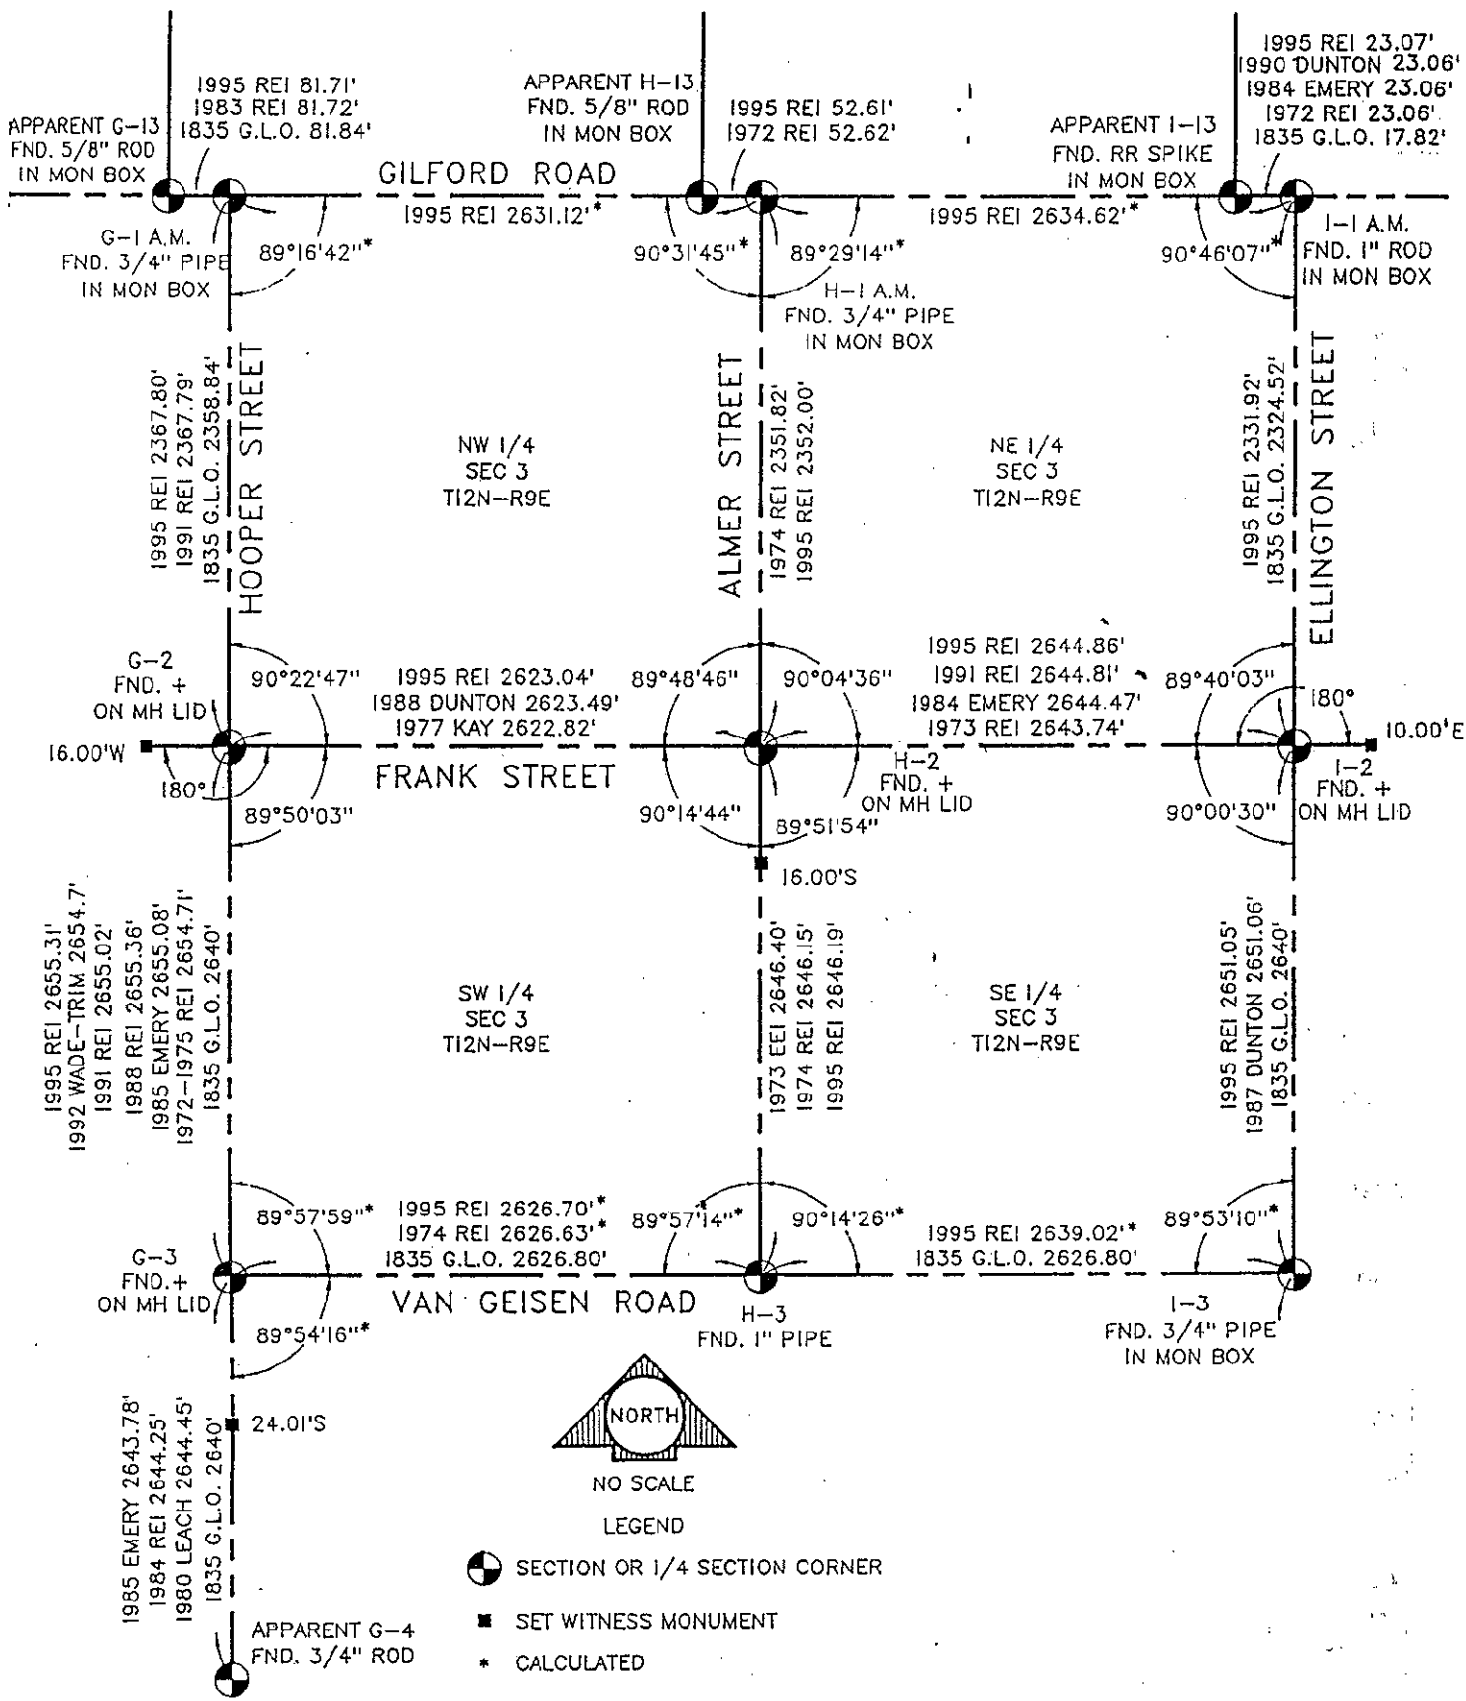 1995 REI 81.71'
1983 REI 81.72'
1835 G.L.O. 81.84'
APPARENT G-13
FND. 5/8" ROD
IN MON BOX
APPARENT H-13
FND. 5/8" ROD
IN MON BOX
1995 REI 52.61'
1972 REI 52.62'
APPARENT I-13
FND. RR SPIKE
IN MON BOX
1995 REI 23.07'
1990 DUNTON 23.06'
1984 EMERY 23.06'
1972 REI 23.06'
1835 G.L.O. 17.82'
GILFORD ROAD
1995 REI 2631.12'*
1995 REI 2634.62'*
G-1 A.M.
FND. 3/4" PIPE
IN MON BOX
89°16'42"*
90°31'45"*
89°29'14"*
H-1 A.M.
FND. 3/4" PIPE
IN MON BOX
90°46'07"*
I-1 A.M.
FND. 1" ROD
IN MON BOX
1995 REI 2367.80'
1991 REI 2367.79'
1835 G.L.O. 2358.84'
HOOPER STREET
NW 1/4
SEC 3
T12N-R9E
ALMER STREET
1974 REI 2351.82'
1995 REI 2352.00'
NE 1/4
SEC 3
T12N-R9E
1995 REI 2331.92'
1835 G.L.O. 2324.52'
ELLINGTON STREET
G-2
FND. +
ON MH LID
16.00'W
180°
90°22'47"
1995 REI 2623.04'
1988 DUNTON 2623.49'
1977 KAY 2622.82'
89°48'46"
90°04'36"
1995 REI 2644.86'
1991 REI 2644.81'
1984 EMERY 2644.47'
1973 REI 2643.74'
89°40'03"
180°
10.00'E
FRANK STREET
89°50'03"
90°14'44"
89°51'54"
H-2
FND. +
ON MH LID
90°00'30"
I-2
FND. +
ON MH LID
16.00'S
1995 REI 2655.31'
1992 WADE-TRIM 2654.7'
1991 REI 2655.02'
1988 REI 2655.36'
1985 EMERY 2655.08'
1972-1975 REI 2654.71'
1835 G.L.O. 2640'
SW 1/4
SEC 3
T12N-R9E
1973 EEI 2646.40'
1974 REI 2646.15'
1995 REI 2646.19'
SE 1/4
SEC 3
T12N-R9E
1995 REI 2651.05'
1987 DUNTON 2651.06'
1835 G.L.O. 2640'
89°57'59"*
1995 REI 2626.70'*
1974 REI 2626.63'*
1835 G.L.O. 2626.80'
89°57'14"*
90°14'26"*
1995 REI 2639.02'*
1835 G.L.O. 2626.80'
89°53'10"*
G-3
FND.+
ON MH LID
VAN GEISEN ROAD
89°54'16"*
H-3
FND. 1" PIPE
I-3
FND. 3/4" PIPE
IN MON BOX
1985 EMERY 2643.78'
1984 REI 2644.25'
1980 LEACH 2644.45'
1835 G.L.O. 2640'
24.01'S
NORTH
NO SCALE
LEGEND
SECTION OR 1/4 SECTION CORNER
SET WITNESS MONUMENT
* CALCULATED
APPARENT G-4
FND. 3/4" ROD